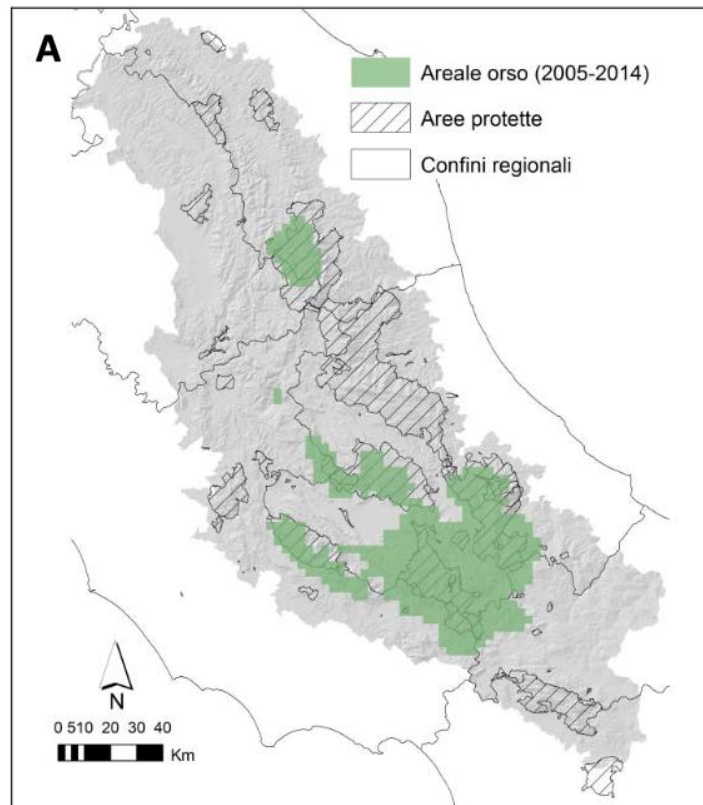 A
Areale orso (2005-2014)
Aree protette
Confini regionali
N
0 510 20 30 40
Km